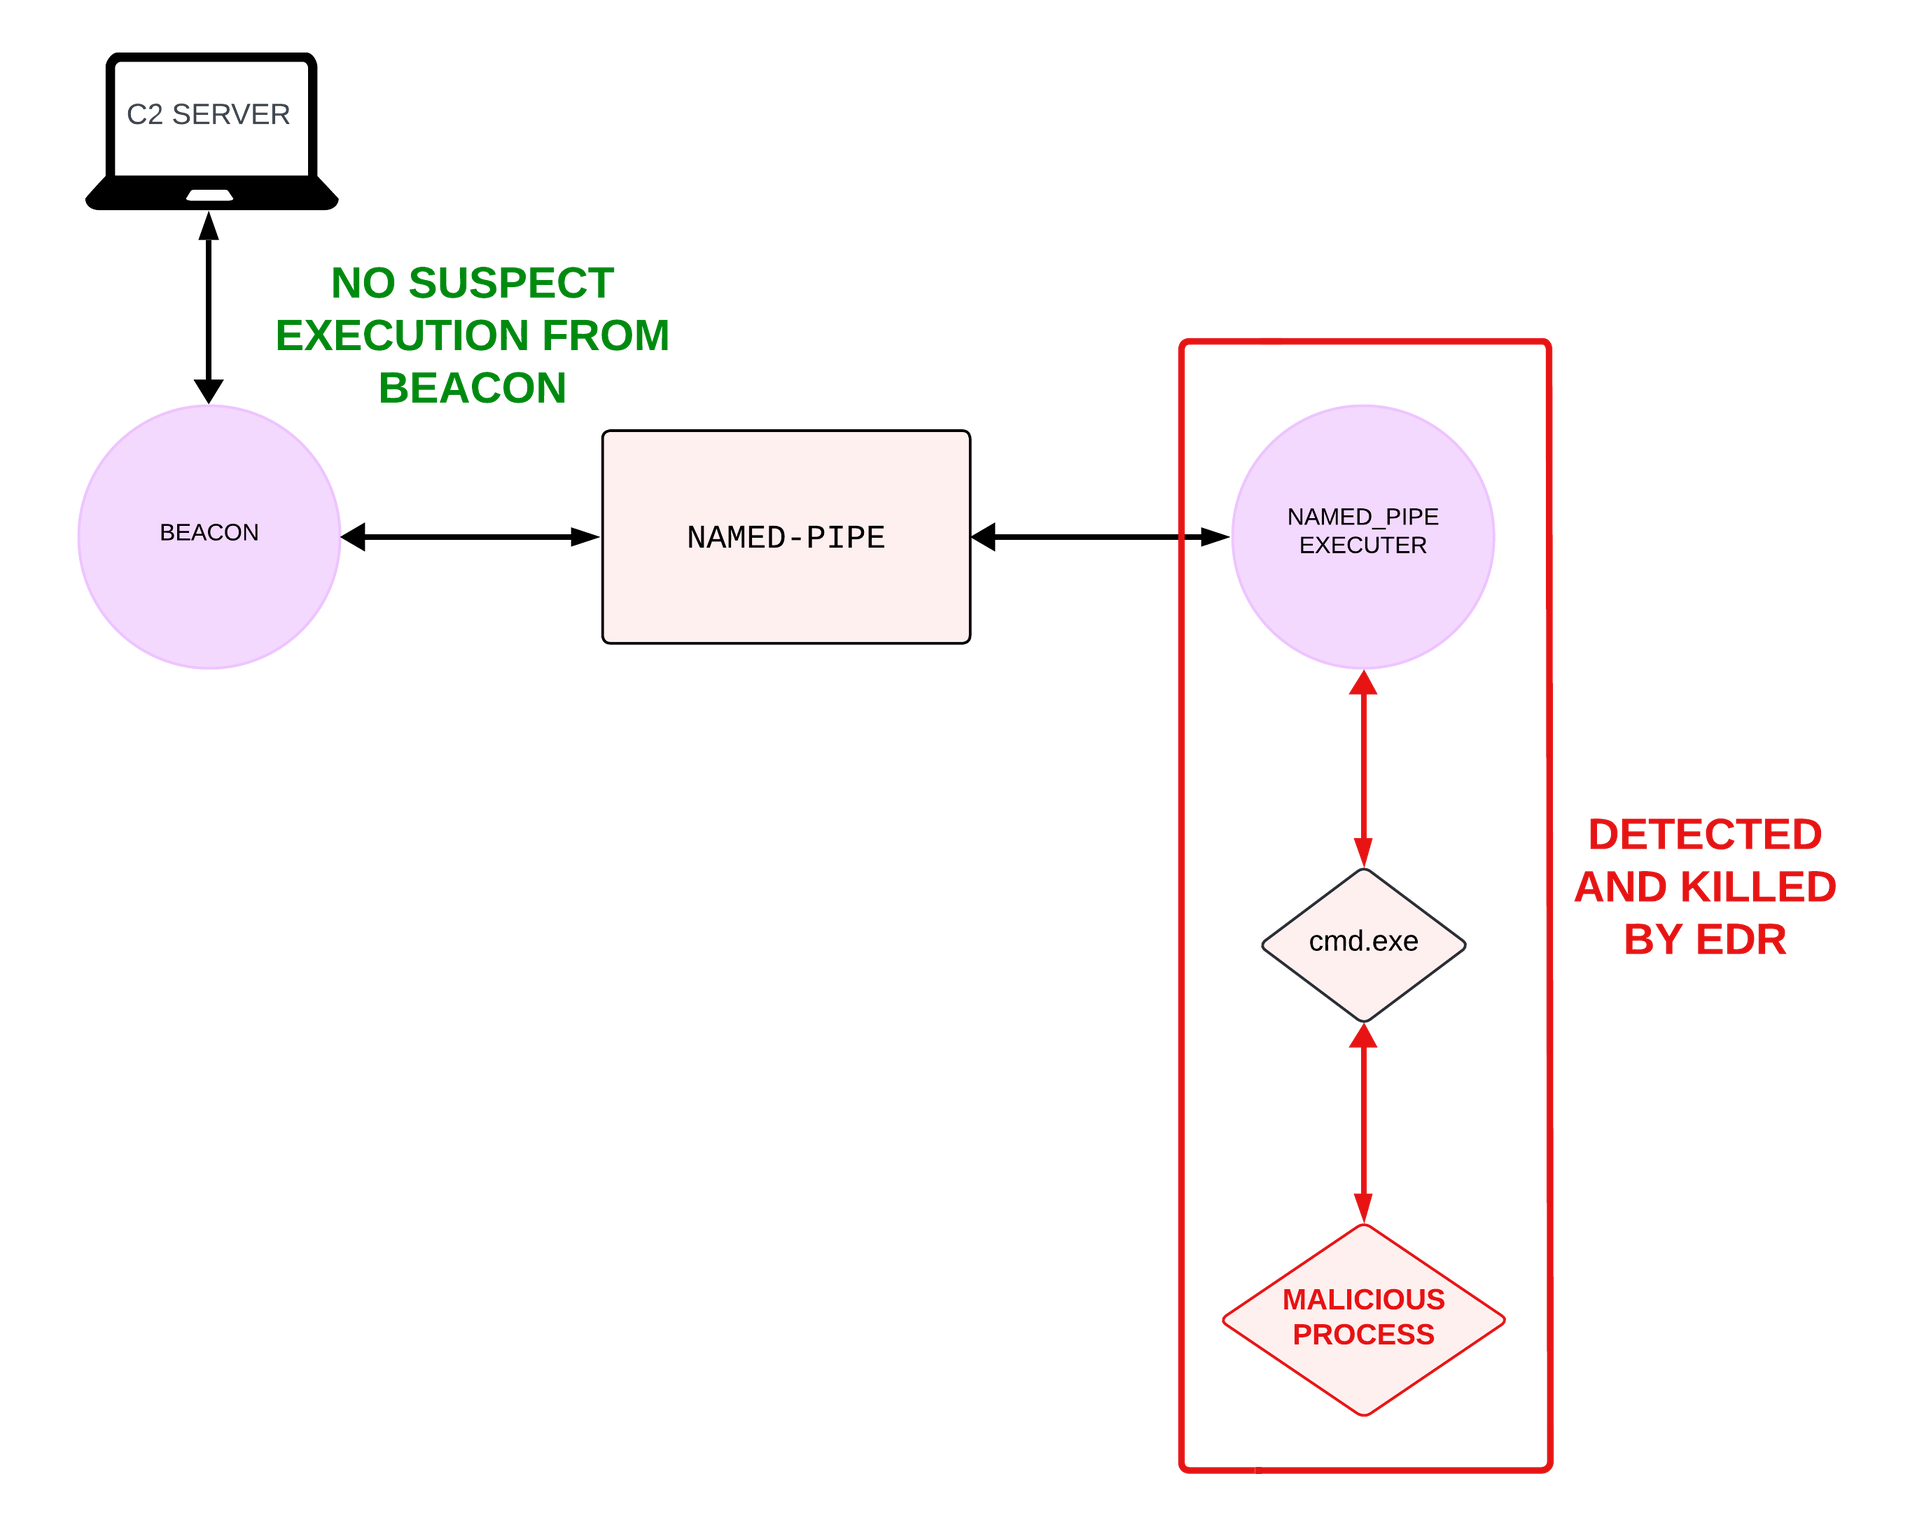 C2 SERVER
NO SUSPECT
EXECUTION FROM
BEACON
BEACON
NAMED-PIPE
NAMED_PIPE
EXECUTER
cmd.exe
DETECTED
AND KILLED
BY EDR
MALICIOUS
PROCESS